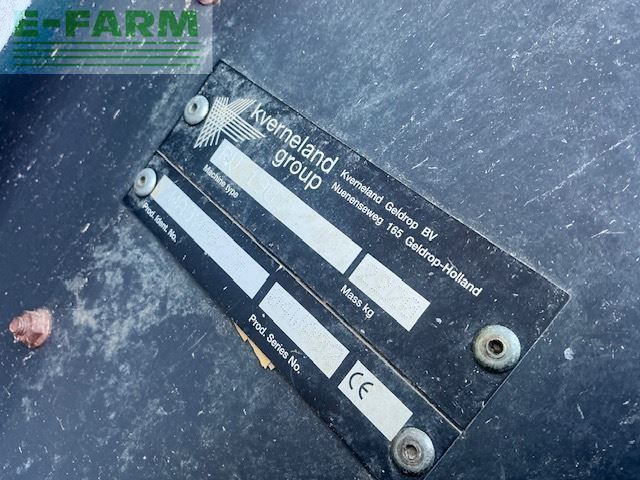 E-FARM
kverneland
group
Kverneland Geldrop BV
Nuenenseweg 165 Geldrop-Holland
Machine type
Mass kg
Prod. Ident. No.
Prod. Series No.
CE